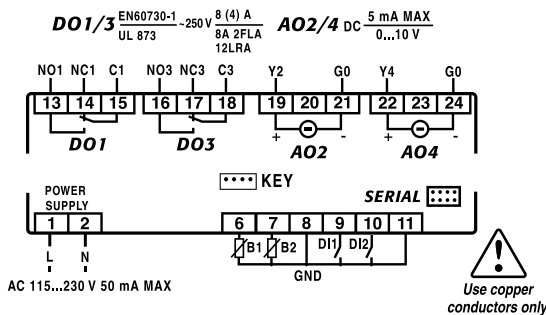 DO1/3 EN60730-1 UL 873 ~250 V 8 (4) A 8A 2FLA 12LRA AO2/4 DC 5 mA MAX 0...10 V
NO1 NC1 C1 NO3 NC3 C3 Y2 G0 Y4 G0
13 14 15 16 17 18 19 20 21 22 23 24
DO1 DO3 + AO2 - + AO4 -
KEY
POWER SUPPLY SERIAL
1 2 6 7 8 9 10 11
B1 B2 DI1 DI2
L N GND
AC 115...230 V 50 mA MAX
!
Use copper
conductors only